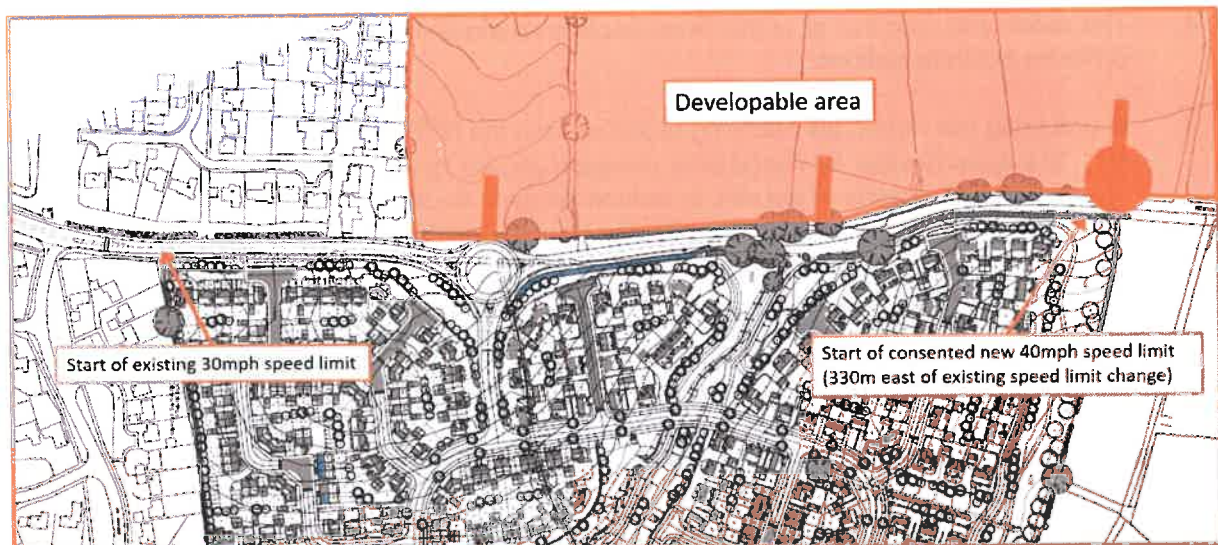 Developable area
Start of existing 30mph speed limit
Start of consented new 40mph speed limit
(330m east of existing speed limit change)